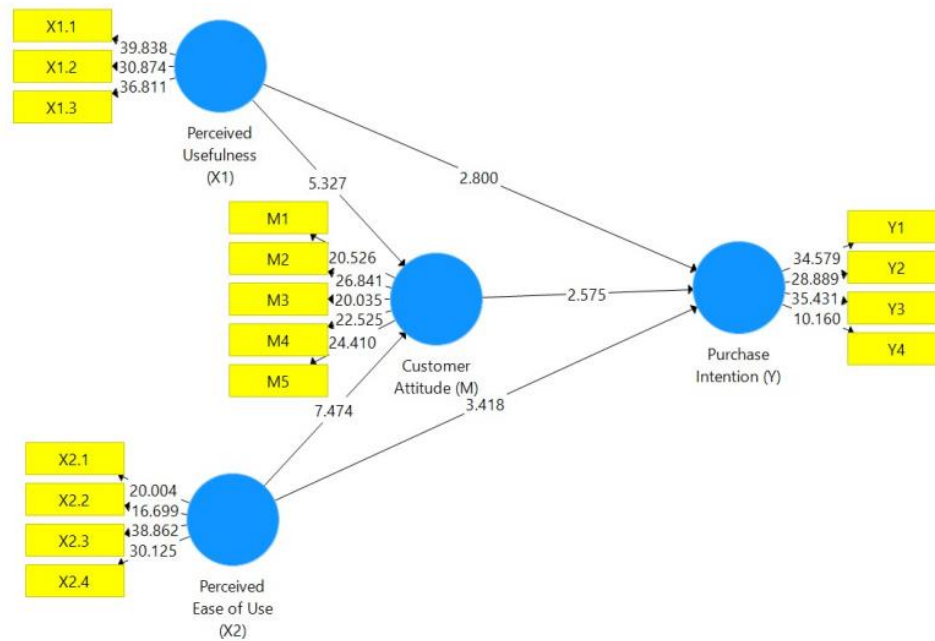 X1.1
X1.2
X1.3
39.838
30.874
36.811
Perceived
Usefulness
(X1)
5.327
2.800
M1
M2
M3
M4
M5
20.526
26.841
20.035
22.525
24.410
Customer
Attitude (M)
2.575
Y1
Y2
Y3
Y4
34.579
28.889
35.431
10.160
Purchase
Intention (Y)
7.474
3.418
X2.1
X2.2
X2.3
X2.4
20.004
16.699
38.862
30.125
Perceived
Ease of Use
(X2)